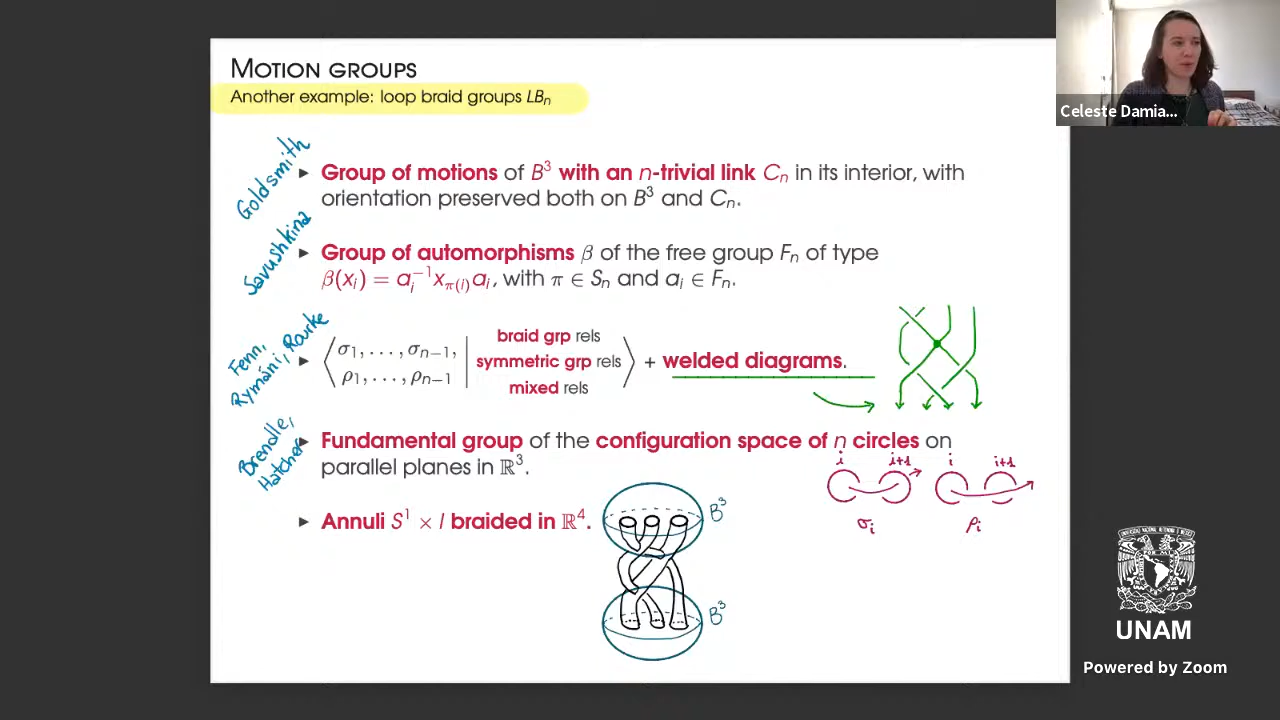 MOTION GROUPS
Another example: loop braid groups LBn
Goldsmith
▸ Group of motions of B³ with an n-trivial link Cn in its interior, with
orientation preserved both on B³ and Cn.
Savushkina
▸ Group of automorphisms β of the free group Fn of type
β(xi) = ai⁻¹xπ(i)ai, with π ∈ Sn and ai ∈ Fn.
Fenn,
Rymáni, Rourke
▸ ⟨σ1, . . . , σn−1, ρ1, . . . , ρn−1 | braid grp rels
symmetric grp rels
mixed rels⟩ + welded diagrams.
Brendle,
Hatcher
▸ Fundamental group of the configuration space of n circles on
parallel planes in ℝ³.
i i+1 i i+1
σi ρi
▸ Annuli S¹ × I braided in ℝ⁴.
B³
B³
Celeste Damia...
UNAM
Powered by Zoom